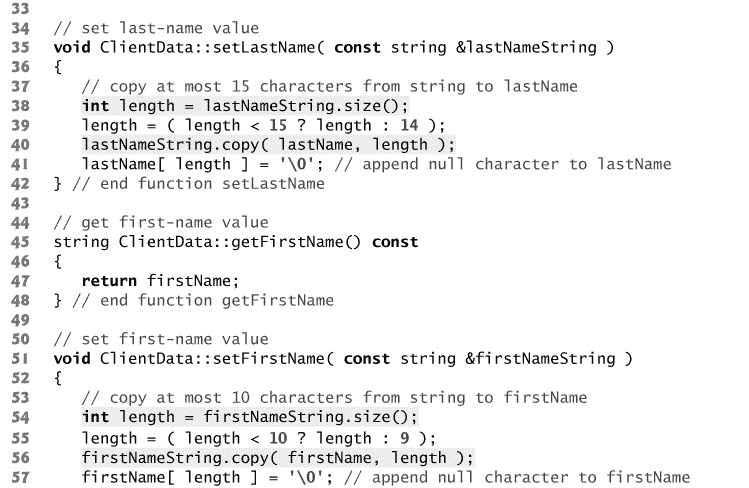 33
34 // set last-name value
35 void ClientData::setLastName( const string &lastNameString )
36 {
37    // copy at most 15 characters from string to lastName
38    int length = lastNameString.size();
39    length = ( length < 15 ? length : 14 );
40    lastNameString.copy( lastName, length );
41    lastName[ length ] = '\0'; // append null character to lastName
42 } // end function setLastName
43
44 // get first-name value
45 string ClientData::getFirstName() const
46 {
47    return firstName;
48 } // end function getFirstName
49
50 // set first-name value
51 void ClientData::setFirstName( const string &firstNameString )
52 {
53    // copy at most 10 characters from string to firstName
54    int length = firstNameString.size();
55    length = ( length < 10 ? length : 9 );
56    firstNameString.copy( firstName, length );
57    firstName[ length ] = '\0'; // append null character to firstName